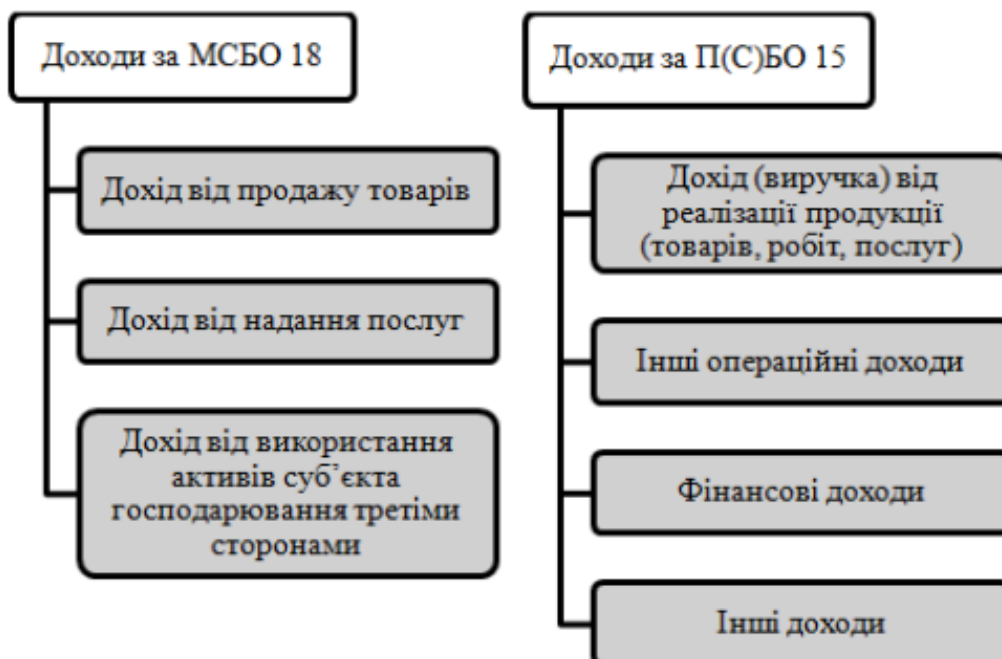 Доходи за МСБО 18
Дохід від продажу товарів
Дохід від надання послуг
Дохід від використання
активів суб’єкта
господарювання третіми
сторонами
Доходи за П(С)БО 15
Дохід (виручка) від
реалізації продукції
(товарів, робіт, послуг)
Інші операційні доходи
Фінансові доходи
Інші доходи